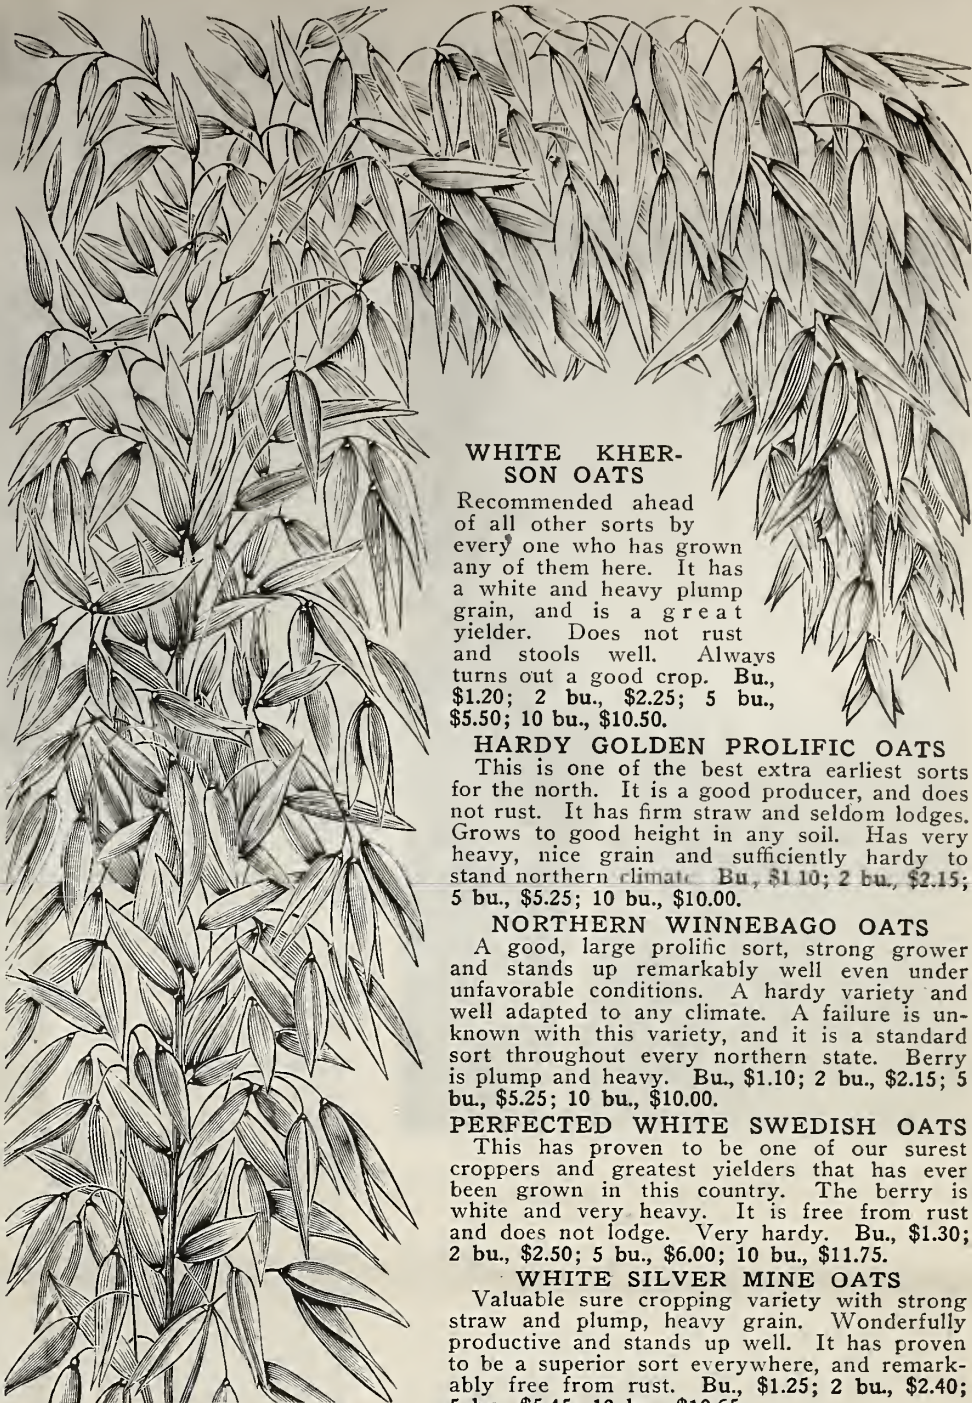 WHITE KHER-
SON OATS
Recommended ahead
of all other sorts by
every one who has grown
any of them here. It has
a white and heavy plump
grain, and is a great
yielder. Does not rust
and stools well. Always
turns out a good crop. Bu.,
$1.20; 2 bu., $2.25; 5 bu.,
$5.50; 10 bu., $10.50.
HARDY GOLDEN PROLIFIC OATS
This is one of the best extra earliest sorts
for the north. It is a good producer, and does
not rust. It has firm straw and seldom lodges.
Grows to good height in any soil. Has very
heavy, nice grain and sufficiently hardy to
stand northern climate Bu., $1 10; 2 bu., $2.15;
5 bu., $5.25; 10 bu., $10.00.
NORTHERN WINNEBAGO OATS
A good, large prolific sort, strong grower
and stands up remarkably well even under
unfavorable conditions. A hardy variety and
well adapted to any climate. A failure is un-
known with this variety, and it is a standard
sort throughout every northern state. Berry
is plump and heavy. Bu., $1.10; 2 bu., $2.15; 5
bu., $5.25; 10 bu., $10.00.
PERFECTED WHITE SWEDISH OATS
This has proven to be one of our surest
croppers and greatest yielders that has ever
been grown in this country. The berry is
white and very heavy. It is free from rust
and does not lodge. Very hardy. Bu., $1.30;
2 bu., $2.50; 5 bu., $6.00; 10 bu., $11.75.
WHITE SILVER MINE OATS
Valuable sure cropping variety with strong
straw and plump, heavy grain. Wonderfully
productive and stands up well. It has proven
to be a superior sort everywhere, and remark-
ably free from rust. Bu., $1.25; 2 bu., $2.40;